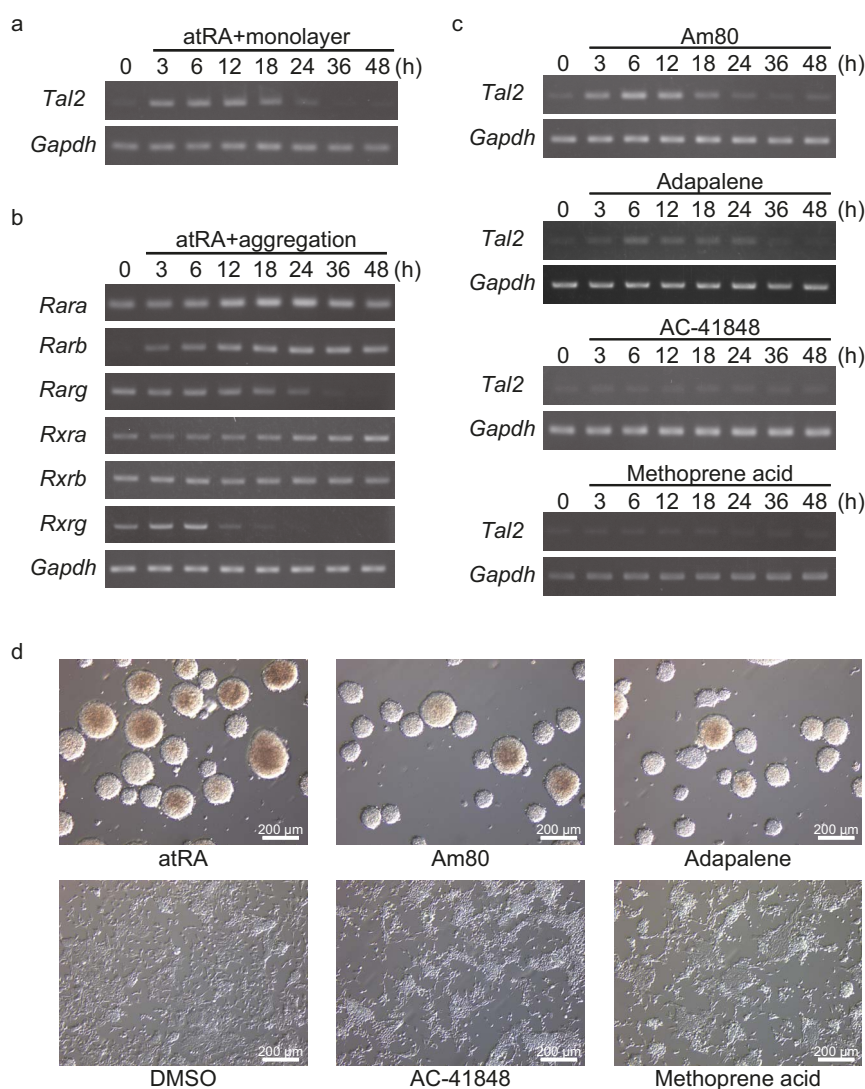 a
atRA+monolayer
0 3 6 12 18 24 36 48 (h)
Tal2
Gapdh
b
atRA+aggregation
0 3 6 12 18 24 36 48 (h)
Rara
Rarb
Rarg
Rxra
Rxrb
Rxrg
Gapdh
c
Am80
0 3 6 12 18 24 36 48 (h)
Tal2
Gapdh
Adapalene
0 3 6 12 18 24 36 48 (h)
Tal2
Gapdh
AC-41848
0 3 6 12 18 24 36 48 (h)
Tal2
Gapdh
Methoprene acid
0 3 6 12 18 24 36 48 (h)
Tal2
Gapdh
d
200 μm 200 μm 200 μm
atRA Am80 Adapalene
200 μm 200 μm 200 μm
DMSO AC-41848 Methoprene acid